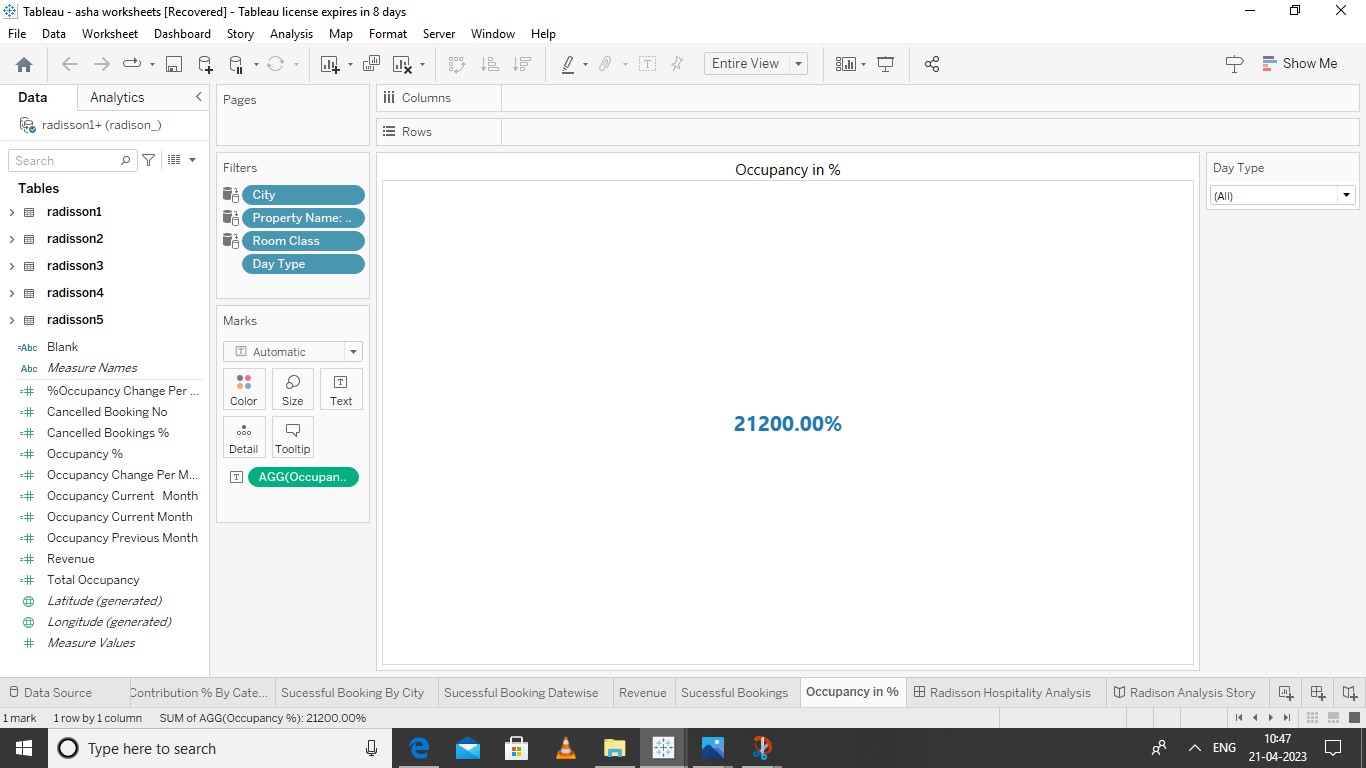 Tableau - asha worksheets [Recovered] - Tableau license expires in 8 days
File Data Worksheet Dashboard Story Analysis Map Format Server Window Help
Entire View
Show Me
Data Analytics
radisson1+ (radison_)
Search
Tables
radisson1
radisson2
radisson3
radisson4
radisson5
=Abc Blank
Abc Measure Names
%Occupancy Change Per ...
Cancelled Booking No
Cancelled Bookings %
Occupancy %
Occupancy Change Per M...
Occupancy Current Month
Occupancy Current Month
Occupancy Previous Month
Revenue
Total Occupancy
Latitude (generated)
Longitude (generated)
Measure Values
Pages
Filters
City
Property Name: ..
Room Class
Day Type
Marks
Automatic
Color Size Text
Detail Tooltip
AGG(Occupan..
Columns
Rows
Occupancy in %
21200.00%
Day Type
(All)
Data Source Contribution % By Cate... Sucessful Booking By City Sucessful Booking Datewise Revenue Sucessful Bookings Occupancy in % Radisson Hospitality Analysis Radison Analysis Story
1 mark 1 row by 1 column SUM of AGG(Occupancy %): 21200.00%
Type here to search
ENG
10:47
21-04-2023